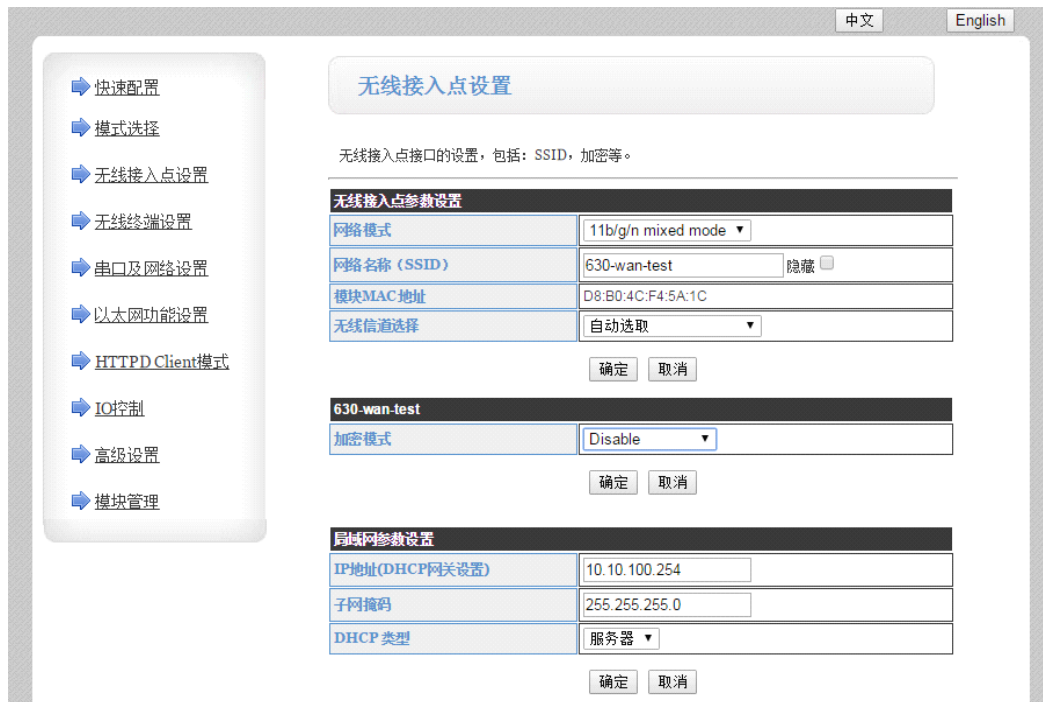 中文 English
快速配置
模式选择
无线接入点设置
无线终端设置
串口及网络设置
以太网功能设置
HTTPD Client模式
IO控制
高级设置
模块管理
无线接入点设置
无线接入点接口的设置，包括：SSID，加密等。
无线接入点参数设置
网络模式 11b/g/n mixed mode
网络名称（SSID） 630-wan-test 隐藏
模块MAC地址 D8:B0:4C:F4:5A:1C
无线信道选择 自动选取
确定 取消
630-wan-test
加密模式 Disable
确定 取消
局域网参数设置
IP地址(DHCP网关设置) 10.10.100.254
子网掩码 255.255.255.0
DHCP 类型 服务器
确定 取消